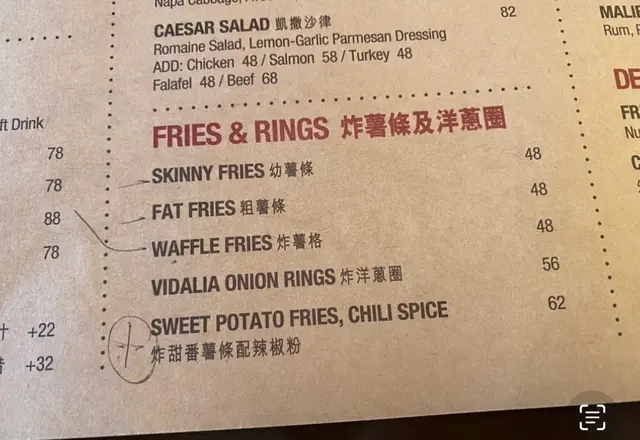 Napa Cabbage,
CAESAR SALAD 凱撒沙律 82
Romaine Salad, Lemon-Garlic Parmesan Dressing
ADD: Chicken 48 / Salmon 58 / Turkey 48
Falafel 48 / Beef 68
FRIES & RINGS 炸薯條及洋蔥圈
SKINNY FRIES 幼薯條 48
FAT FRIES 粗薯條 48
WAFFLE FRIES 炸薯格 48
VIDALIA ONION RINGS 炸洋蔥圈 56
SWEET POTATO FRIES, CHILI SPICE 62
炸甜番薯條配辣椒粉
ft Drink
78
78
88
78
汁 +22
+32
MALIB
Rum,
DE
FR
Nu